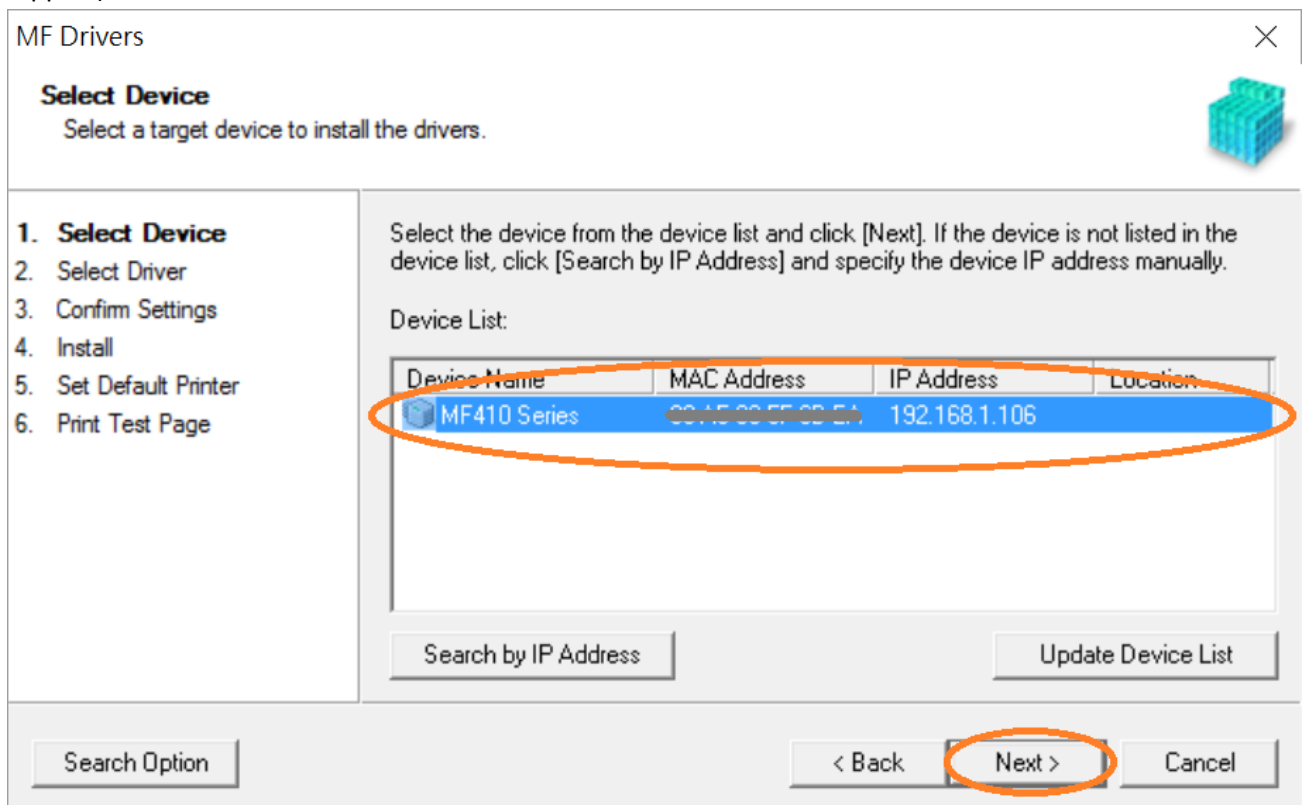 MF Drivers
Select Device
Select a target device to install the drivers.
1. Select Device
2. Select Driver
3. Confirm Settings
4. Install
5. Set Default Printer
6. Print Test Page
Select the device from the device list and click [Next]. If the device is not listed in the
device list, click [Search by IP Address] and specify the device IP address manually.
Device List:
Device Name MAC Address IP Address Location
MF410 Series 192.168.1.106
Search by IP Address Update Device List
Search Option < Back Next > Cancel